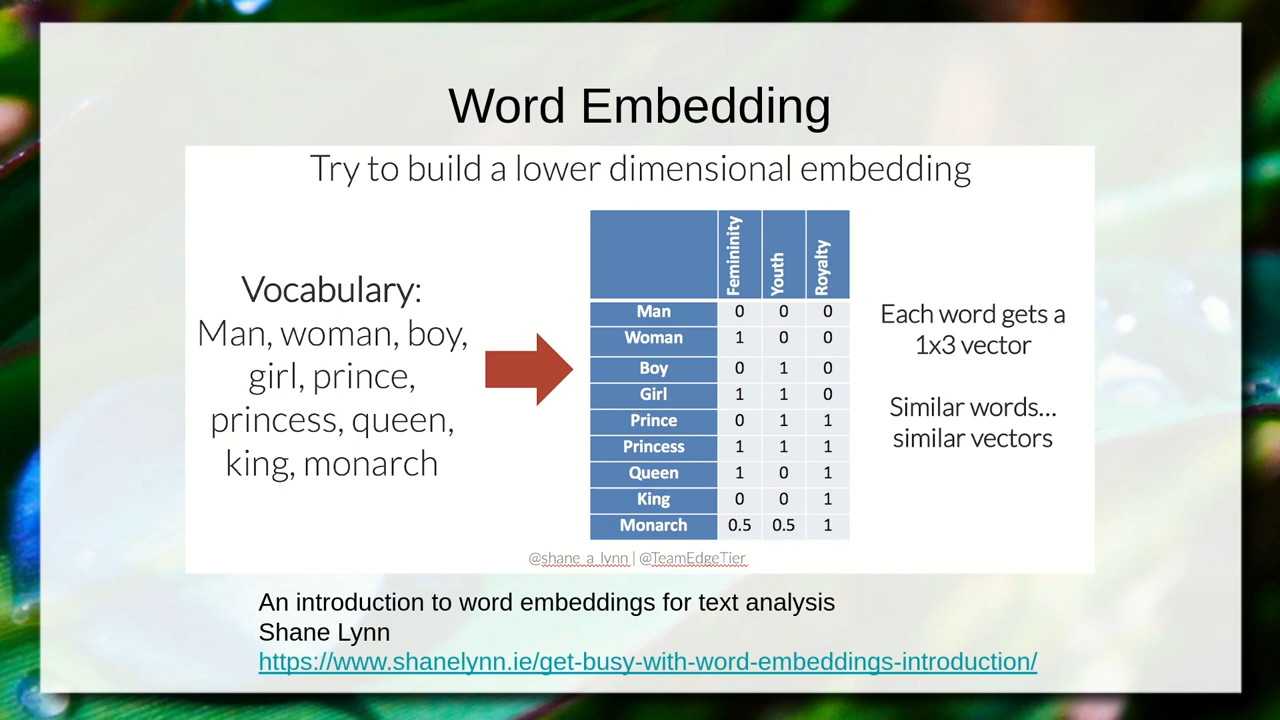 Word Embedding
Try to build a lower dimensional embedding
Vocabulary:
Man, woman, boy,
girl, prince,
princess, queen,
king, monarch
Femininity Youth Royalty
Man 0 0 0
Woman 1 0 0
Boy 0 1 0
Girl 1 1 0
Prince 0 1 1
Princess 1 1 1
Queen 1 0 1
King 0 0 1
Monarch 0.5 0.5 1
Each word gets a
1x3 vector
Similar words...
similar vectors
@shane_a_lynn | @TeamEdgeTier
An introduction to word embeddings for text analysis
Shane Lynn
https://www.shanelynn.ie/get-busy-with-word-embeddings-introduction/